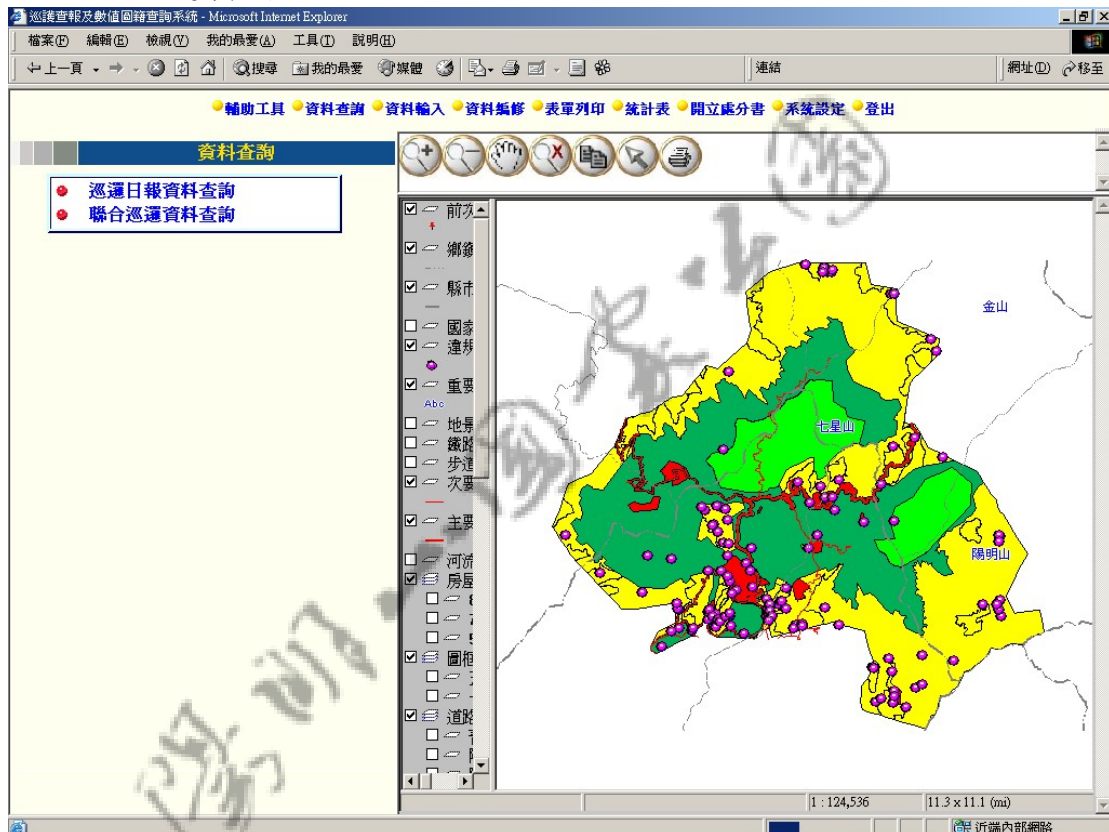 巡護查報及數值圖籍查詢系統 - Microsoft Internet Explorer
檔案(F) 編輯(E) 檢視(V) 我的最愛(A) 工具(T) 說明(H)
上一頁 搜尋 我的最愛 媒體 連結 網址(D) 移至
輔助工具 資料查詢 資料輸入 資料編修 表單列印 統計表 開立處分書 系統設定 登出
資料查詢
巡邏日報資料查詢
聯合巡邏資料查詢
前次
鄉鎮
縣市
國家
違規
重要
Abc
地景
鐵路
步道
次要
主要
河流
房屋
圖框
道路
金山
七星山
陽明山
1 : 124,536
11.3 x 11.1 (mi)
近端內部網路